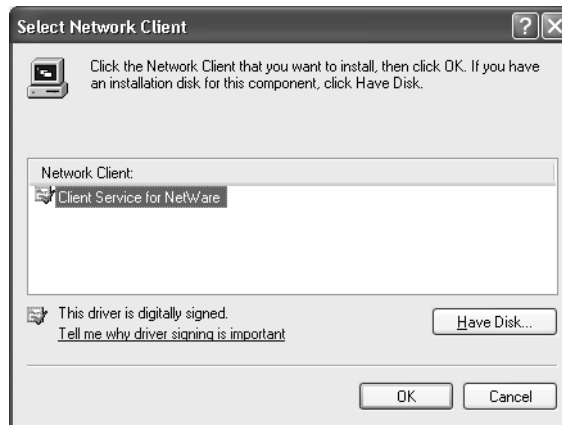 Select Network Client
Click the Network Client that you want to install, then click OK. If you have
an installation disk for this component, click Have Disk.
Network Client:
Client Service for NetWare
This driver is digitally signed.
Tell me why driver signing is important
Have Disk...
OK
Cancel